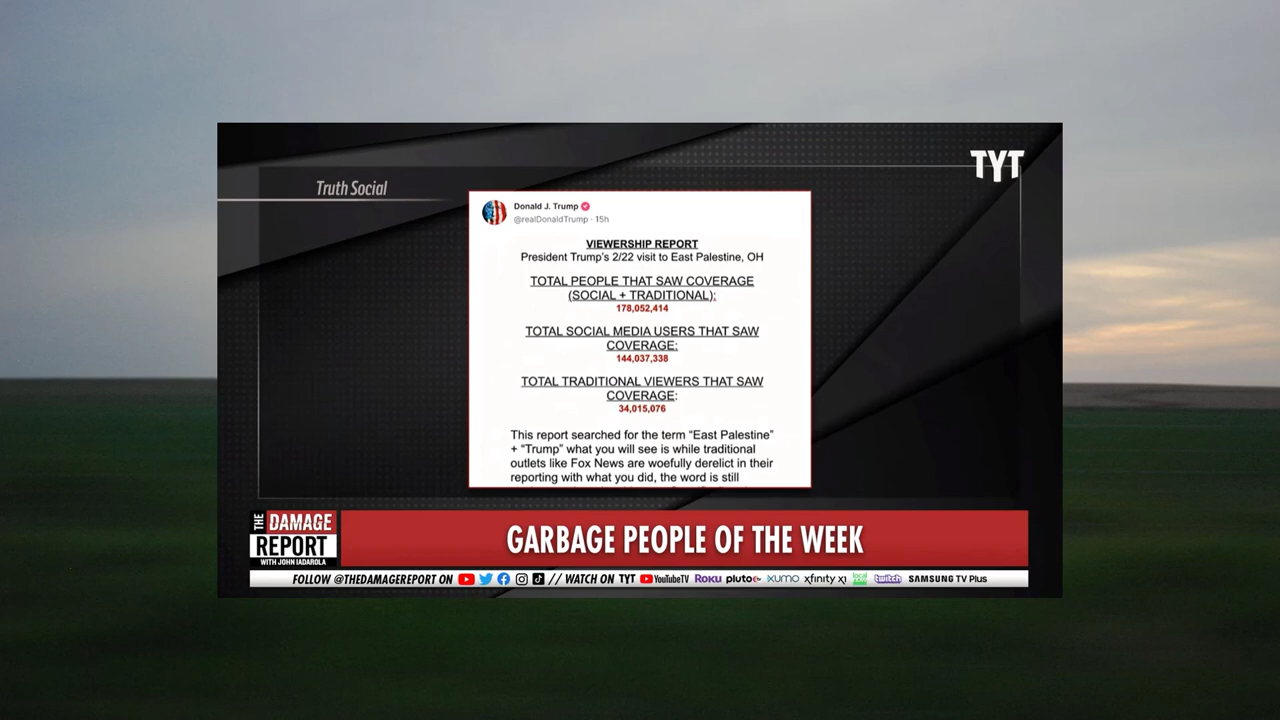 TYT
Truth Social
Donald J. Trump
@realDonaldTrump · 15h
VIEWERSHIP REPORT
President Trump's 2/22 visit to East Palestine, OH
TOTAL PEOPLE THAT SAW COVERAGE
(SOCIAL + TRADITIONAL):
178,052,414
TOTAL SOCIAL MEDIA USERS THAT SAW
COVERAGE:
144,037,338
TOTAL TRADITIONAL VIEWERS THAT SAW
COVERAGE:
34,015,076
This report searched for the term “East Palestine”
+ “Trump” what you will see is while traditional
outlets like Fox News are woefully derelict in their
reporting with what you did, the word is still
THE DAMAGE
REPORT
WITH JOHN IADAROLA
GARBAGE PEOPLE OF THE WEEK
FOLLOW @THEDAMAGEREPORT ON // WATCH ON TYT YouTubeTV ROKU pluto tv XUMO xfinity x1 local now twitch SAMSUNG TV Plus